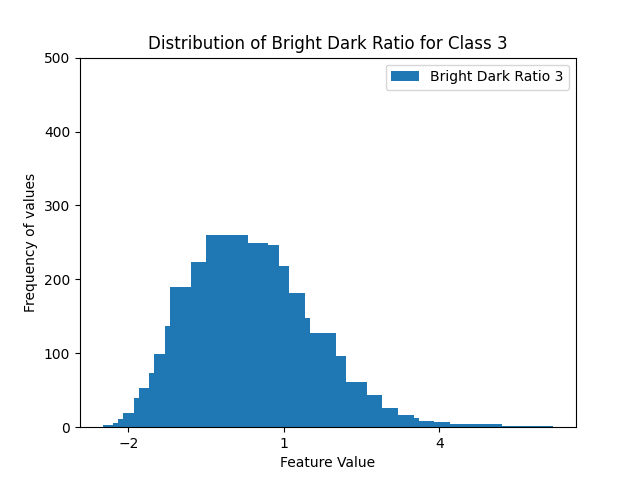 Distribution of Bright Dark Ratio for Class 3
Bright Dark Ratio 3
500
400
300
200
100
0
Frequency of values
−2
1
4
Feature Value